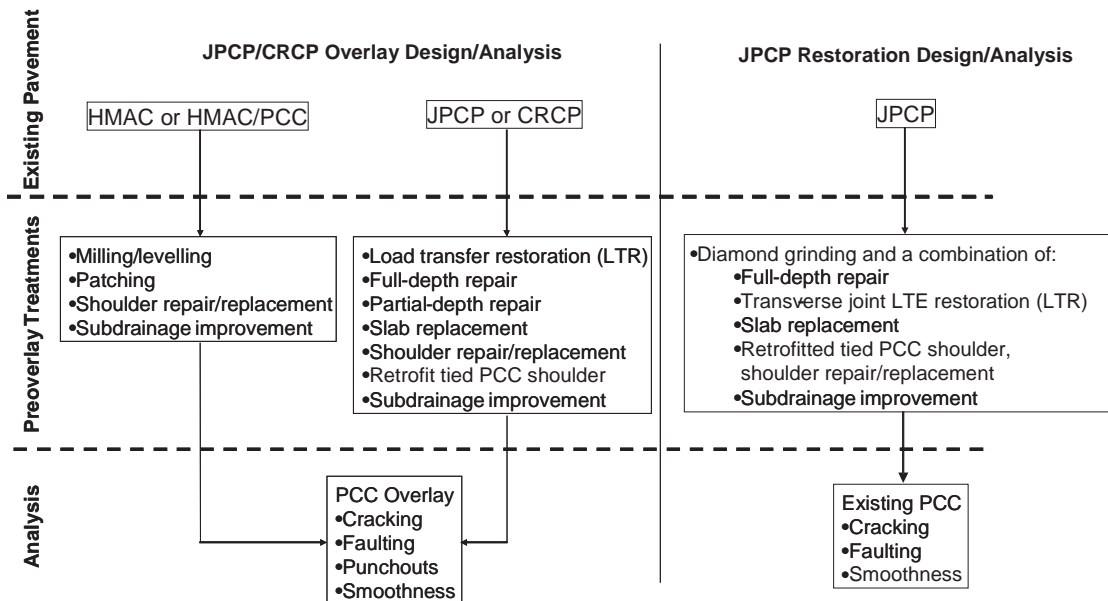 JPCP/CRCP Overlay Design/Analysis
JPCP Restoration Design/Analysis
Existing Pavement
HMAC or HMAC/PCC
JPCP or CRCP
JPCP
Preoverlay Treatments
•Milling/levelling
•Patching
•Shoulder repair/replacement
•Subdrainage improvement
•Load transfer restoration (LTR)
•Full-depth repair
•Partial-depth repair
•Slab replacement
•Shoulder repair/replacement
•Retrofit tied PCC shoulder
•Subdrainage improvement
•Diamond grinding and a combination of:
•Full-depth repair
•Transverse joint LTE restoration (LTR)
•Slab replacement
•Retrofitted tied PCC shoulder,
shoulder repair/replacement
•Subdrainage improvement
Analysis
PCC Overlay
•Cracking
•Faulting
•Punchouts
•Smoothness
Existing PCC
•Cracking
•Faulting
•Smoothness